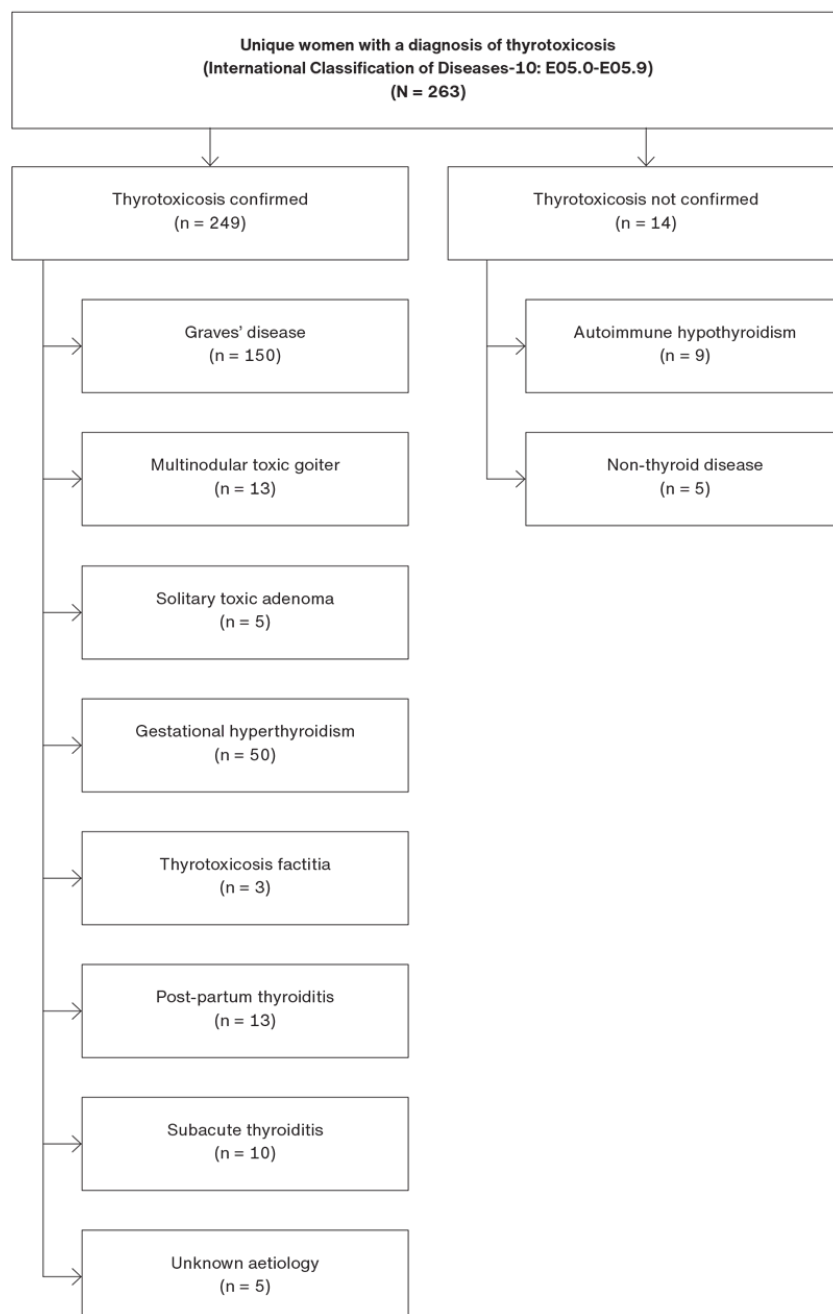 Unique women with a diagnosis of thyrotoxicosis
(International Classification of Diseases-10: E05.0-E05.9)
(N = 263)
Thyrotoxicosis confirmed
(n = 249)
Thyrotoxicosis not confirmed
(n = 14)
Graves’ disease
(n = 150)
Autoimmune hypothyroidism
(n = 9)
Multinodular toxic goiter
(n = 13)
Non-thyroid disease
(n = 5)
Solitary toxic adenoma
(n = 5)
Gestational hyperthyroidism
(n = 50)
Thyrotoxicosis factitia
(n = 3)
Post-partum thyroiditis
(n = 13)
Subacute thyroiditis
(n = 10)
Unknown aetiology
(n = 5)